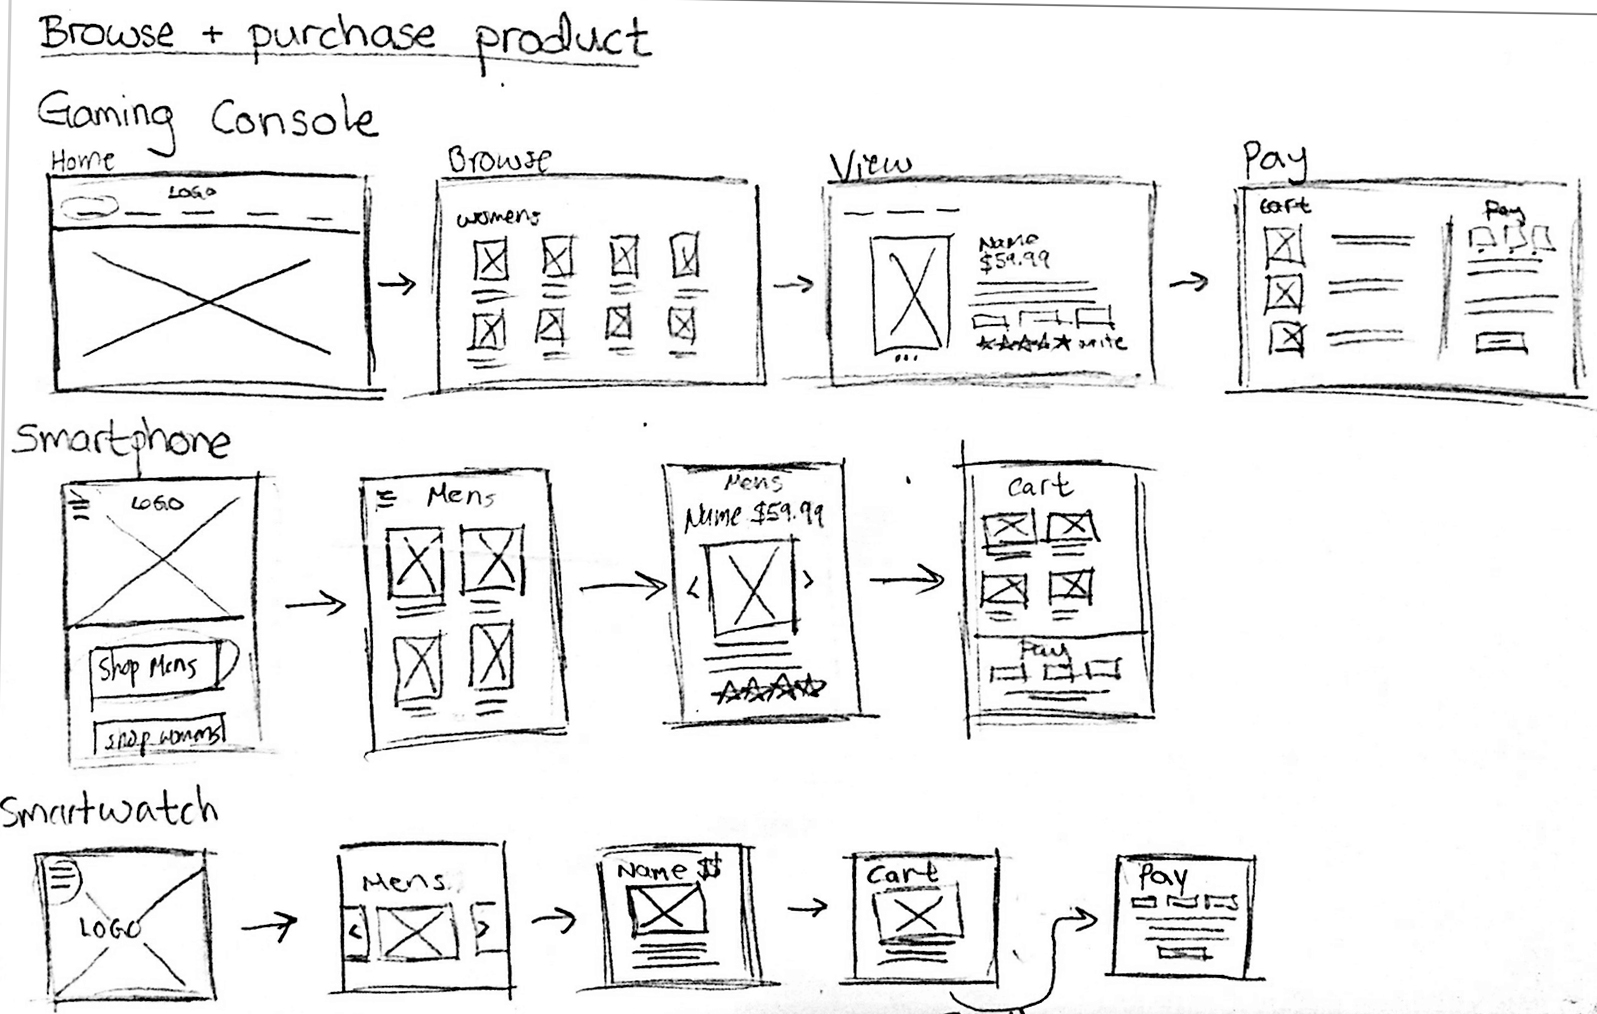 Browse + purchase product
Gaming Console
Home
LOGO
Browse
womens
View
Name
$59.99
write
Pay
Cart
Pay
Smartphone
LOGO
Shop Mens
Shop womens
Mens
Mens
Name $59.99
Cart
Pay
Smartwatch
LOGO
Mens
Name $$
Cart
Pay